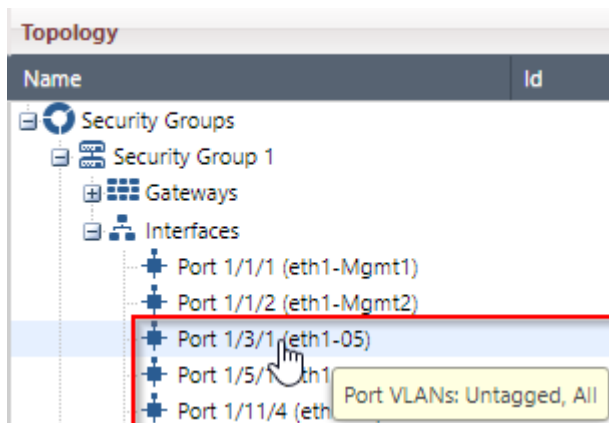 Topology
Name Id
Security Groups
Security Group 1
Gateways
Interfaces
Port 1/1/1 (eth1-Mgmt1)
Port 1/1/2 (eth1-Mgmt2)
Port 1/3/1 (eth1-05)
Port 1/5/
Port VLANs: Untagged, All
Port 1/11/4 (eth